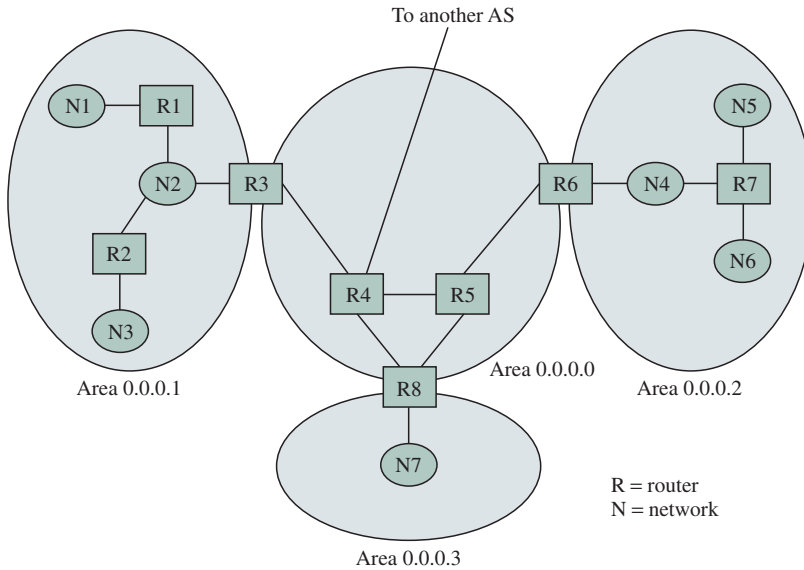 To another AS
N1
R1
N5
N2
R3
R6
N4
R7
R2
N6
R4
R5
N3
Area 0.0.0.0
R8
Area 0.0.0.1
Area 0.0.0.2
N7
R = router
N = network
Area 0.0.0.3